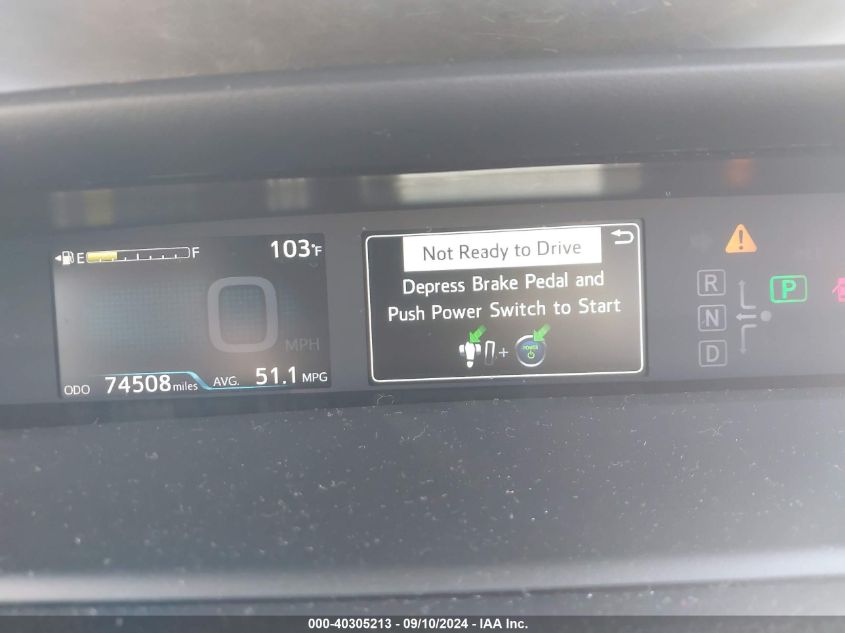 E F 103°F
0 MPH
ODO 74508 miles AVG. 51.1 MPG
Not Ready to Drive
Depress Brake Pedal and
Push Power Switch to Start
+ POWER
R
N
D
P
000-40305213 - 09/10/2024 - IAA Inc.